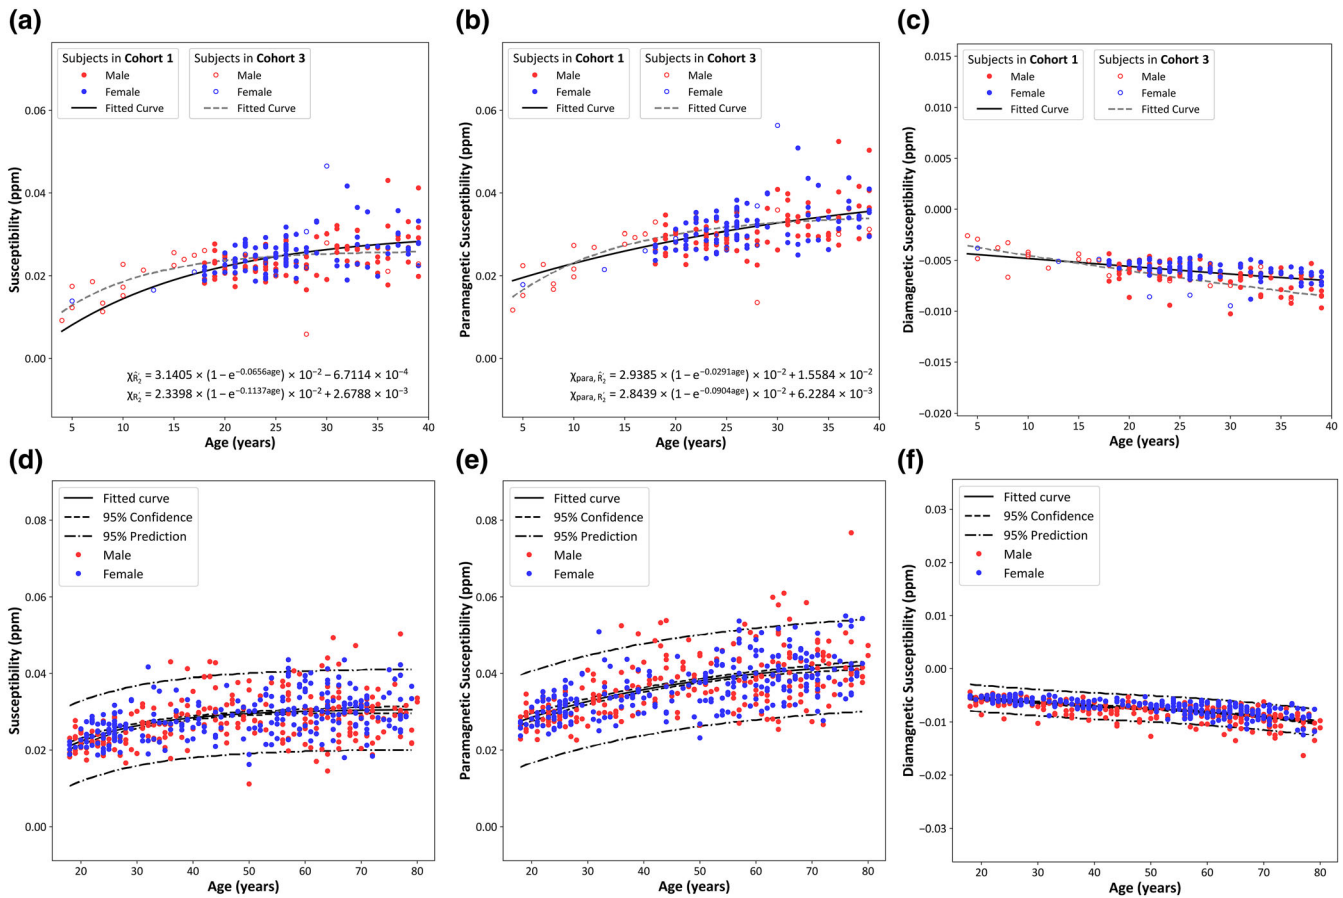 (a)
Subjects in Cohort 1
Male
Female
Fitted Curve
Subjects in Cohort 3
Male
Female
Fitted Curve
Susceptibility (ppm)
0.06
0.04
0.02
0.00
χR̂₂′ = 3.1405 × (1 − e^−0.0656age) × 10⁻² − 6.7114 × 10⁻⁴
χR₂′ = 2.3398 × (1 − e^−0.1137age) × 10⁻² + 2.6788 × 10⁻³
5 10 15 20 25 30 35 40
Age (years)
(b)
Subjects in Cohort 1
Male
Female
Fitted Curve
Subjects in Cohort 3
Male
Female
Fitted Curve
Paramagnetic Susceptibility (ppm)
0.06
0.04
0.02
0.00
χpara, R̂₂′ = 2.9385 × (1 − e^−0.0291age) × 10⁻² + 1.5584 × 10⁻²
χpara, R₂′ = 2.8439 × (1 − e^−0.0904age) × 10⁻² + 6.2284 × 10⁻³
5 10 15 20 25 30 35 40
Age (years)
(c)
Subjects in Cohort 1
Male
Female
Fitted Curve
Subjects in Cohort 3
Male
Female
Fitted Curve
Diamagnetic Susceptibility (ppm)
0.015
0.010
0.005
0.000
−0.005
−0.010
−0.015
−0.020
5 10 15 20 25 30 35 40
Age (years)
(d)
Fitted curve
95% Confidence
95% Prediction
Male
Female
Susceptibility (ppm)
0.08
0.06
0.04
0.02
0.00
20 30 40 50 60 70 80
Age (years)
(e)
Fitted curve
95% Confidence
95% Prediction
Male
Female
Paramagnetic Susceptibility (ppm)
0.08
0.06
0.04
0.02
0.00
20 30 40 50 60 70 80
Age (years)
(f)
Fitted curve
95% Confidence
95% Prediction
Male
Female
Diamagnetic Susceptibility (ppm)
0.03
0.02
0.01
0.00
−0.01
−0.02
−0.03
20 30 40 50 60 70 80
Age (years)